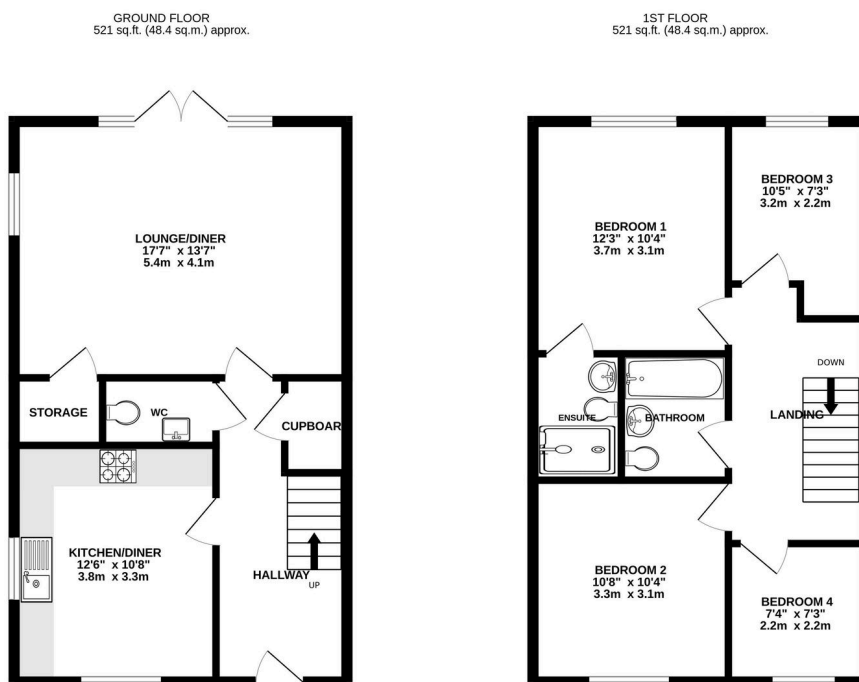 GROUND FLOOR
521 sq.ft. (48.4 sq.m.) approx.
LOUNGE/DINER
17'7" x 13'7"
5.4m x 4.1m
STORAGE
WC
CUPBOAR
KITCHEN/DINER
12'6" x 10'8"
3.8m x 3.3m
HALLWAY
UP
1ST FLOOR
521 sq.ft. (48.4 sq.m.) approx.
BEDROOM 1
12'3" x 10'4"
3.7m x 3.1m
BEDROOM 3
10'5" x 7'3"
3.2m x 2.2m
DOWN
ENSUITE
BATHROOM
LANDING
BEDROOM 2
10'8" x 10'4"
3.3m x 3.1m
BEDROOM 4
7'4" x 7'3"
2.2m x 2.2m